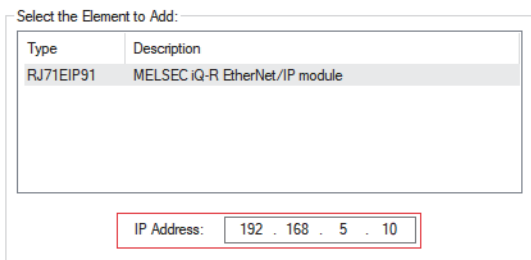 Select the Element to Add:
Type Description
RJ71EIP91 MELSEC iQ-R EtherNet/IP module
IP Address: 192 . 168 . 5 . 10